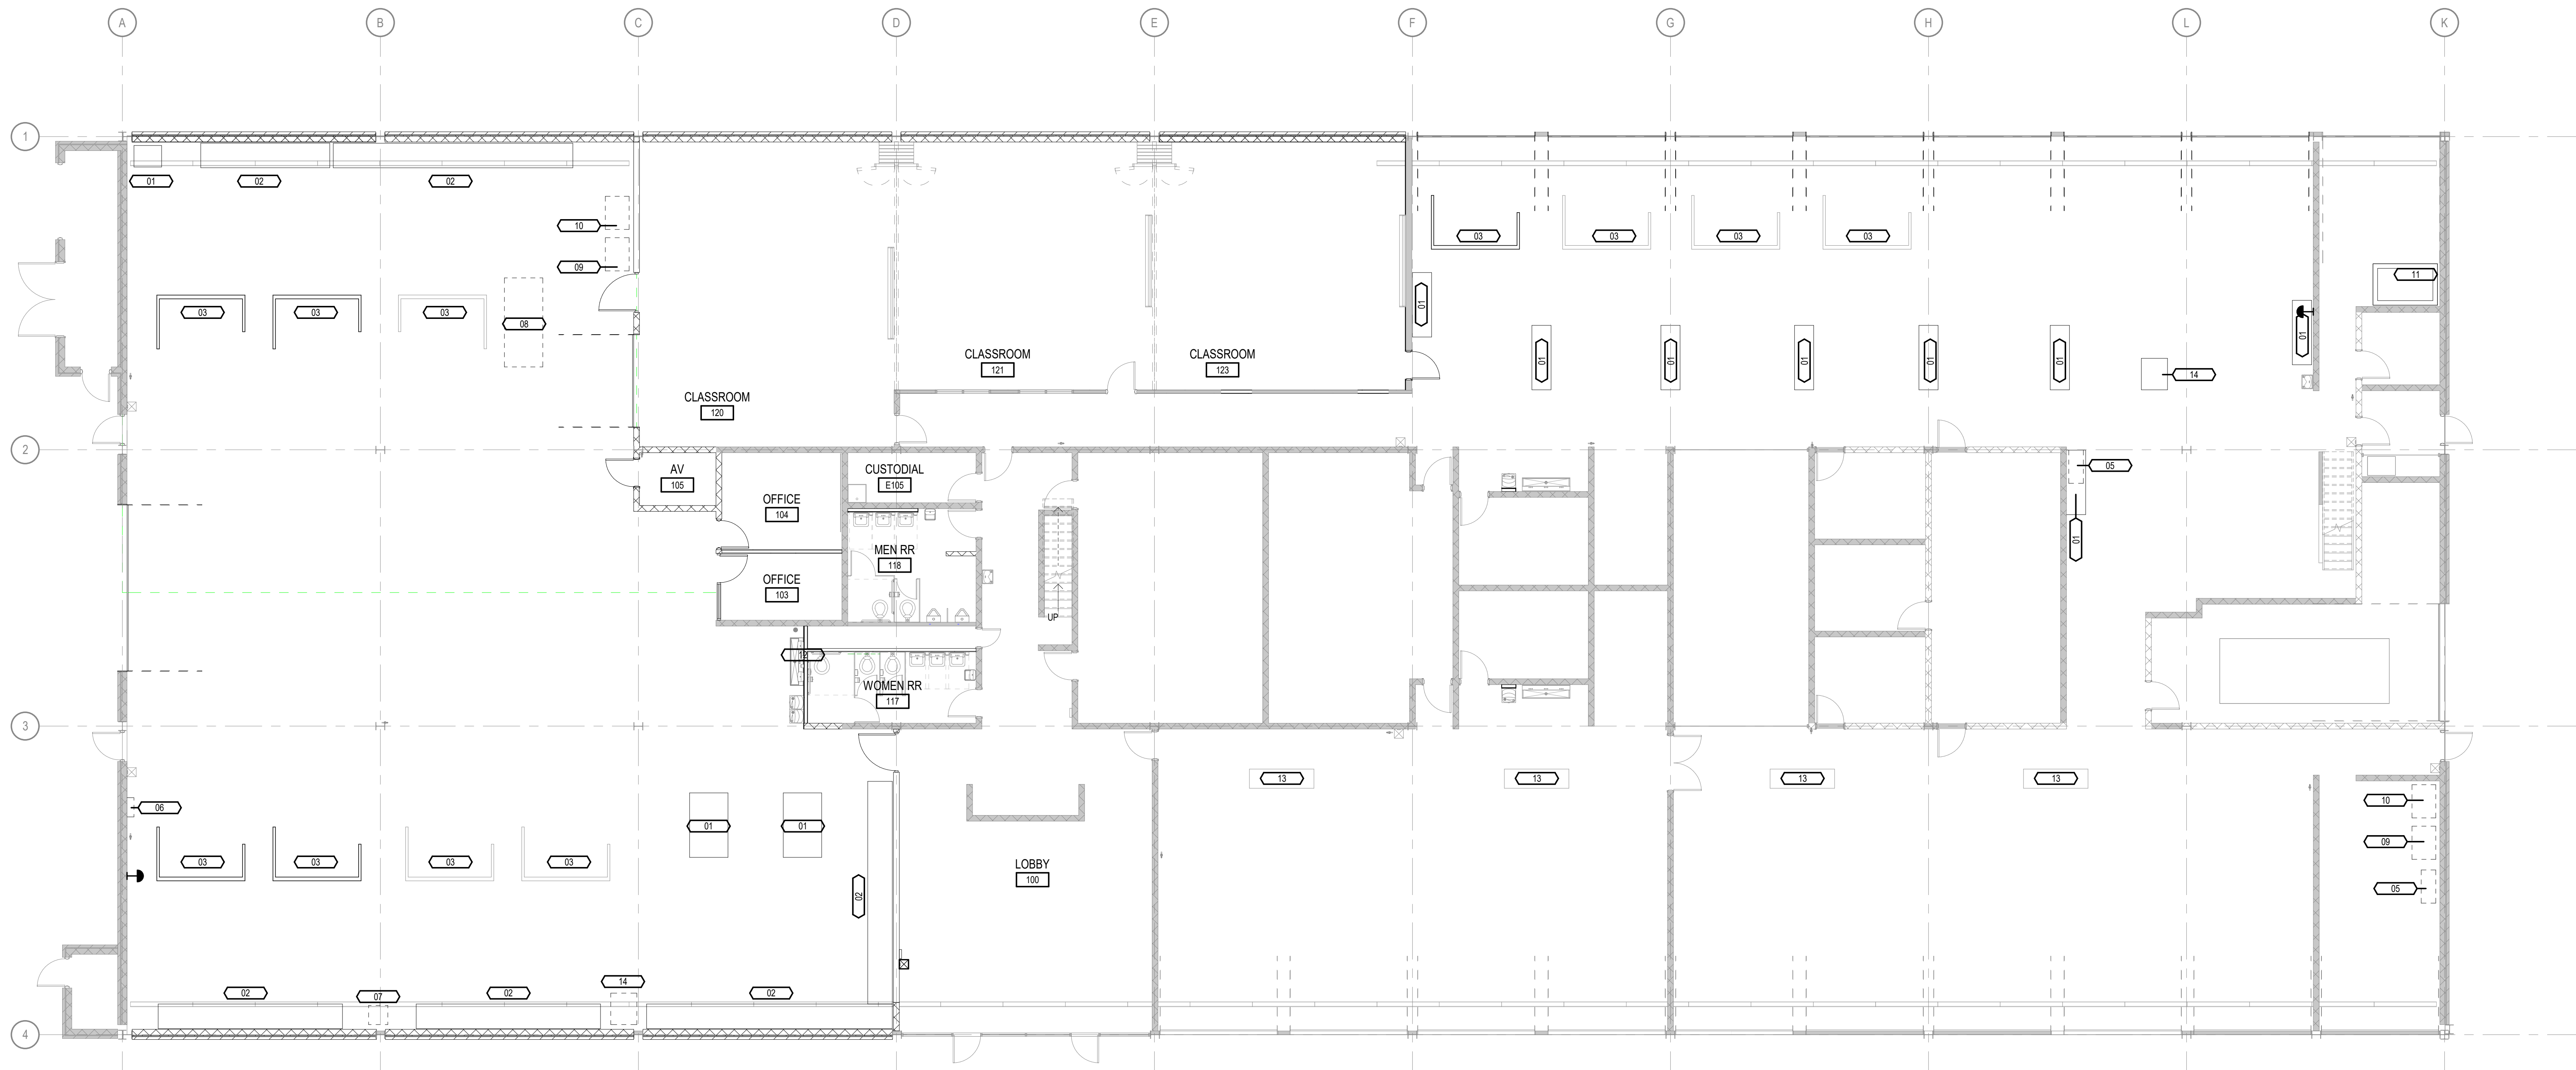 A B C D E F G H L K
1
01 02 02
10
03 03 03 03
09
11
03 03 03 08
01
01
CLASSROOM
121
CLASSROOM
123
01 01 01 01 01
14
CLASSROOM
120
2
AV
105
CUSTODIAL
E105
05
OFFICE
104
01
MEN RR
118
OFFICE
103
UP
12
WOMEN RR
117
3
13 13 13 13
06
10
01 01
09
03 03 03 03
LOBBY
100
05
02
14
02 07 02 02
4